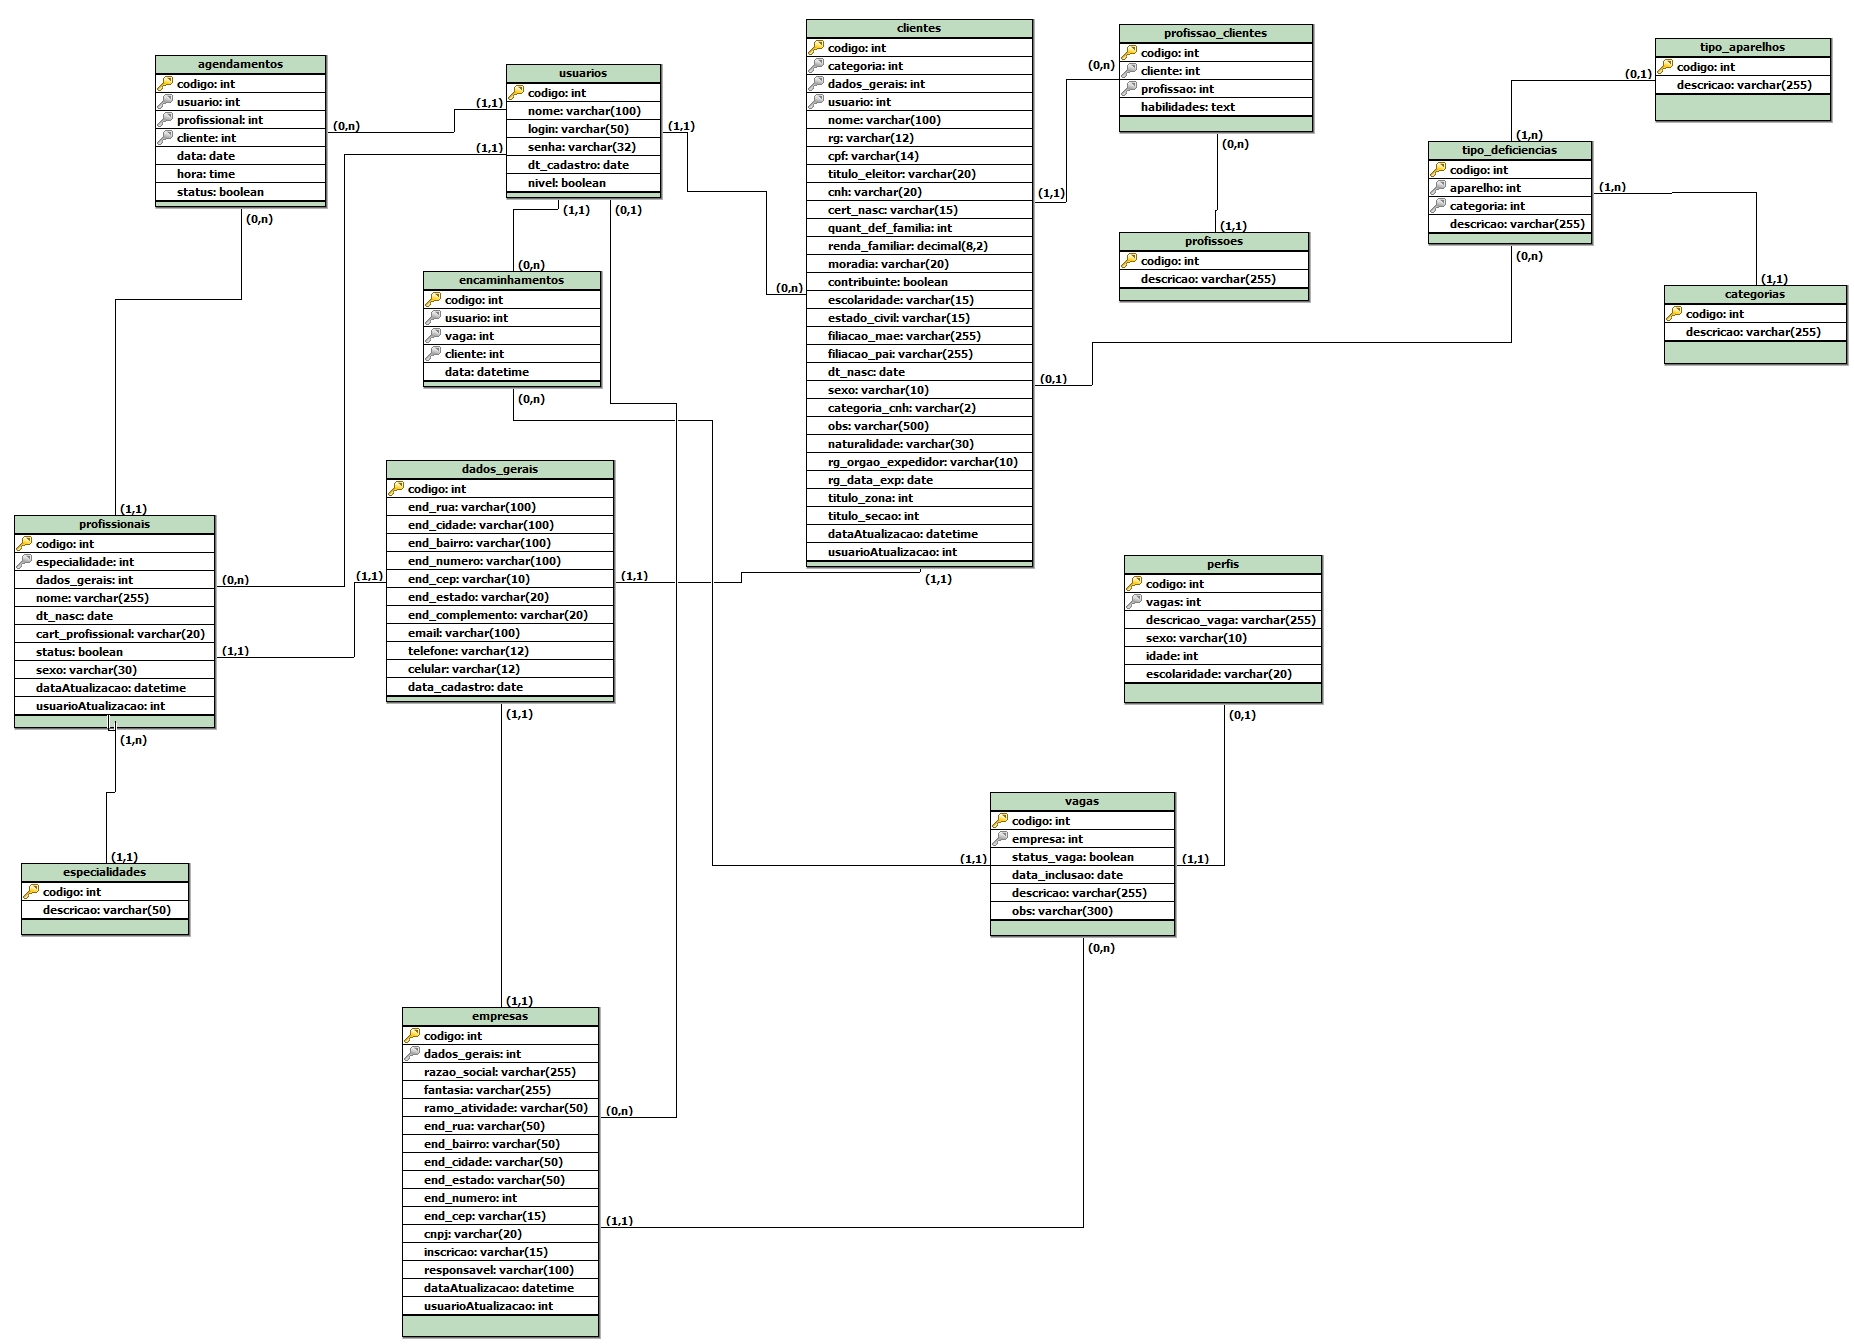 agendamentos
codigo: int
usuario: int
profissional: int
cliente: int
data: date
hora: time
status: boolean
(0,n)
(0,n)
usuarios
codigo: int
nome: varchar(100)
login: varchar(50)
senha: varchar(32)
dt_cadastro: date
nivel: boolean
(1,1)
(1,1)
(1,1)
(1,1)
(0,1)
clientes
codigo: int
categoria: int
dados_gerais: int
usuario: int
nome: varchar(100)
rg: varchar(12)
cpf: varchar(14)
titulo_eleitor: varchar(20)
cnh: varchar(20)
cert_nasc: varchar(15)
quant_def_familia: int
renda_familiar: decimal(8,2)
moradia: varchar(20)
contribuinte: boolean
escolaridade: varchar(15)
estado_civil: varchar(15)
filiacao_mae: varchar(255)
filiacao_pai: varchar(255)
dt_nasc: date
sexo: varchar(10)
categoria_cnh: varchar(2)
obs: varchar(500)
naturalidade: varchar(30)
rg_orgao_expedidor: varchar(10)
rg_data_exp: date
titulo_zona: int
titulo_secao: int
dataAtualizacao: datetime
usuarioAtualizacao: int
(0,n)
(1,1)
(0,1)
(1,1)
profissao_clientes
codigo: int
cliente: int
profissao: int
habilidades: text
(0,n)
(0,n)
(1,1)
profissoes
codigo: int
descricao: varchar(255)
tipo_aparelhos
codigo: int
descricao: varchar(255)
(0,1)
(1,n)
tipo_deficiencias
codigo: int
aparelho: int
categoria: int
descricao: varchar(255)
(1,n)
(0,n)
(1,1)
categorias
codigo: int
descricao: varchar(255)
(0,n)
encaminhamentos
codigo: int
usuario: int
vaga: int
cliente: int
data: datetime
(0,n)
dados_gerais
codigo: int
end_rua: varchar(100)
end_cidade: varchar(100)
end_bairro: varchar(100)
end_numero: varchar(100)
end_cep: varchar(10)
end_estado: varchar(20)
end_complemento: varchar(20)
email: varchar(100)
telefone: varchar(12)
celular: varchar(12)
data_cadastro: date
(1,1)
(1,1)
(1,1)
(1,1)
profissionais
codigo: int
especialidade: int
dados_gerais: int
nome: varchar(255)
dt_nasc: date
cart_profissional: varchar(20)
status: boolean
sexo: varchar(30)
dataAtualizacao: datetime
usuarioAtualizacao: int
(0,n)
(1,1)
(1,n)
(1,1)
especialidades
codigo: int
descricao: varchar(50)
perfis
codigo: int
vagas: int
descricao_vaga: varchar(255)
sexo: varchar(10)
idade: int
escolaridade: varchar(20)
(0,1)
vagas
codigo: int
empresa: int
status_vaga: boolean
data_inclusao: date
descricao: varchar(255)
obs: varchar(300)
(1,1)
(1,1)
(0,n)
(1,1)
empresas
codigo: int
dados_gerais: int
razao_social: varchar(255)
fantasia: varchar(255)
ramo_atividade: varchar(50)
end_rua: varchar(50)
end_bairro: varchar(50)
end_cidade: varchar(50)
end_estado: varchar(50)
end_numero: int
end_cep: varchar(15)
cnpj: varchar(20)
inscricao: varchar(15)
responsavel: varchar(100)
dataAtualizacao: datetime
usuarioAtualizacao: int
(0,n)
(1,1)